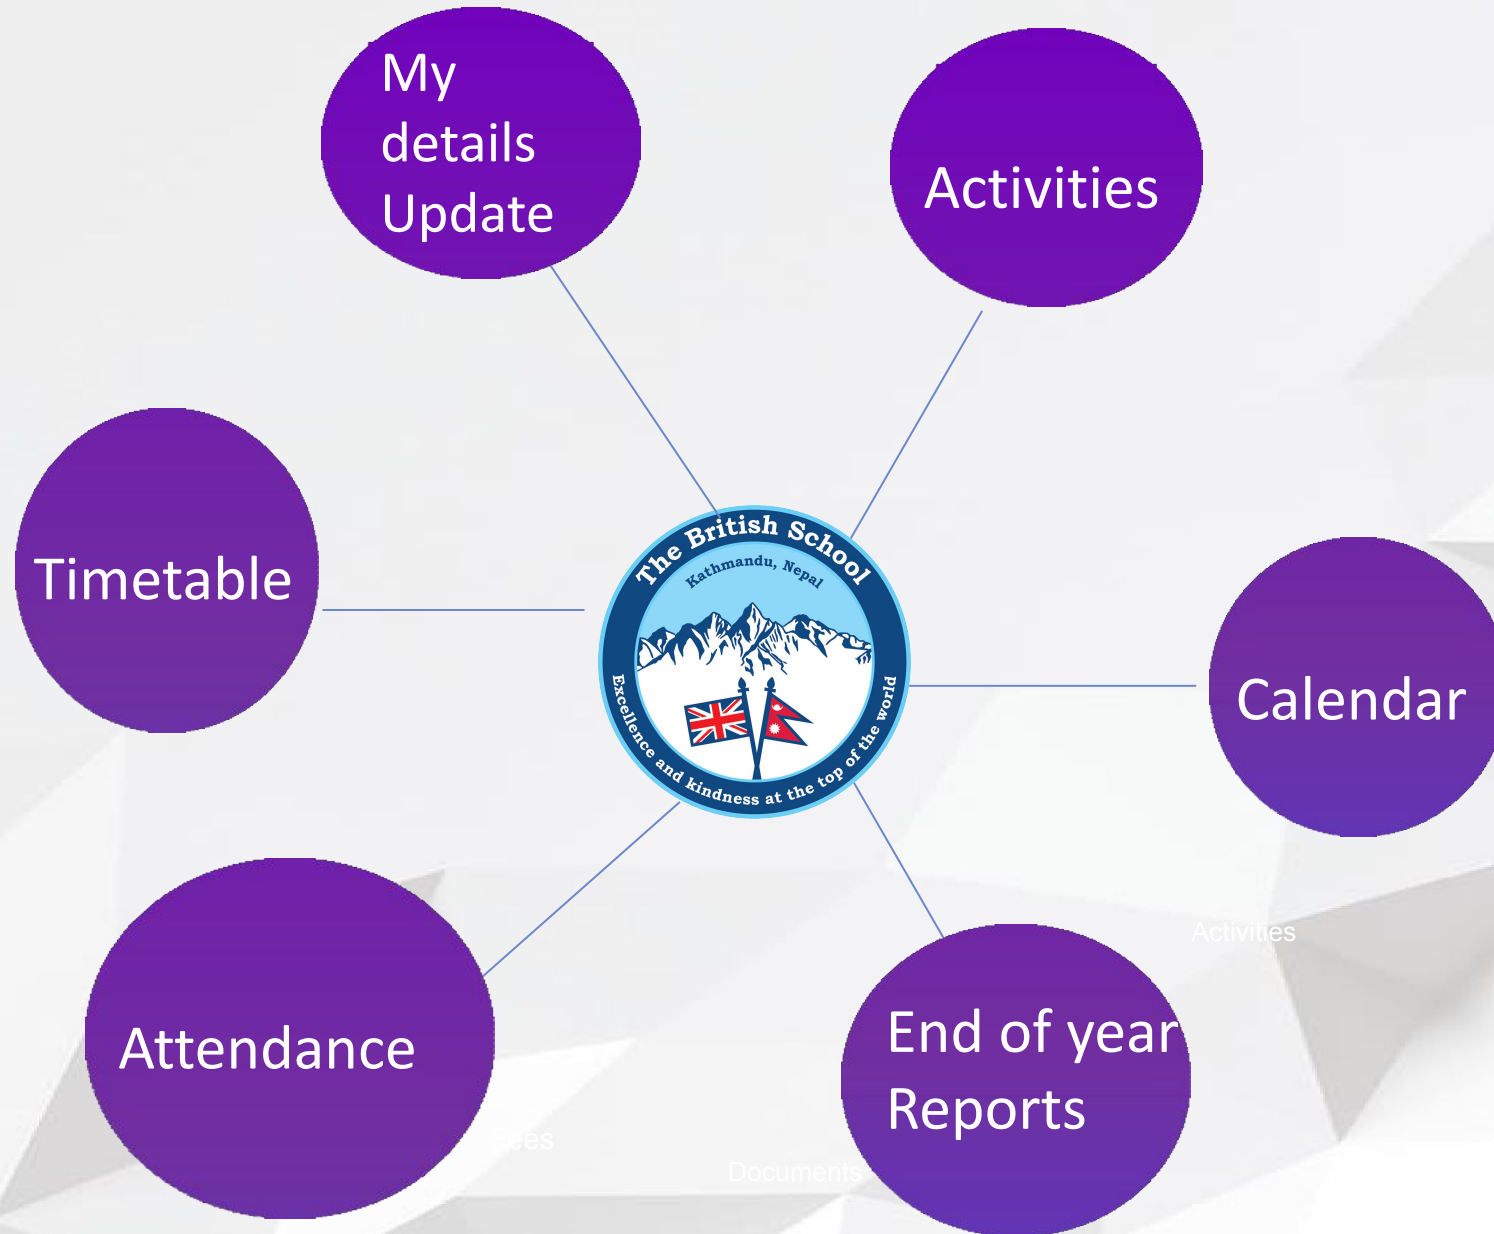 My
details
Update
Activities
Timetable
The British School
Kathmandu, Nepal
Excellence and kindness at the top of the world
Calendar
Activities
Attendance
End of year
Reports
Documents